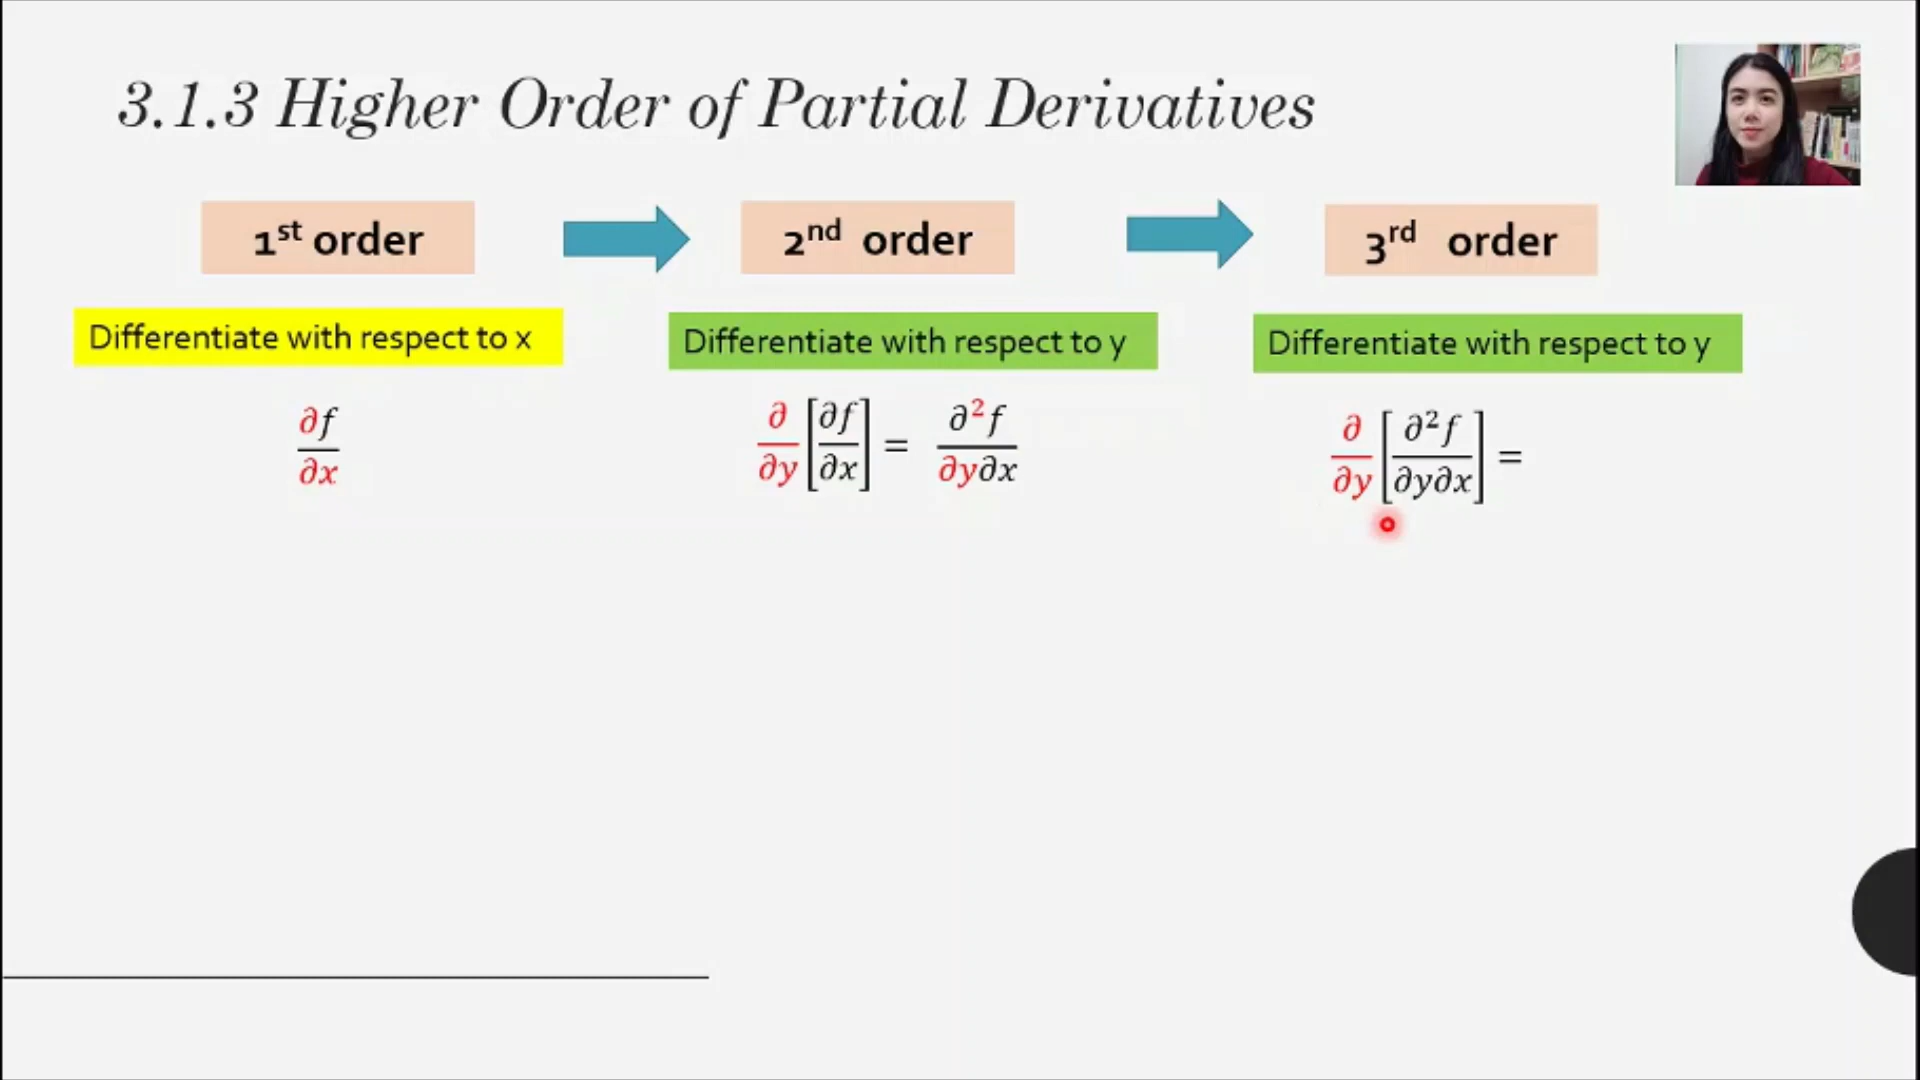 3.1.3 Higher Order of Partial Derivatives
1st order
2nd order
3rd order
Differentiate with respect to x
Differentiate with respect to y
Differentiate with respect to y
∂f/∂x
∂/∂y[∂f/∂x] = ∂²f/∂y∂x
∂/∂y[∂²f/∂y∂x] =